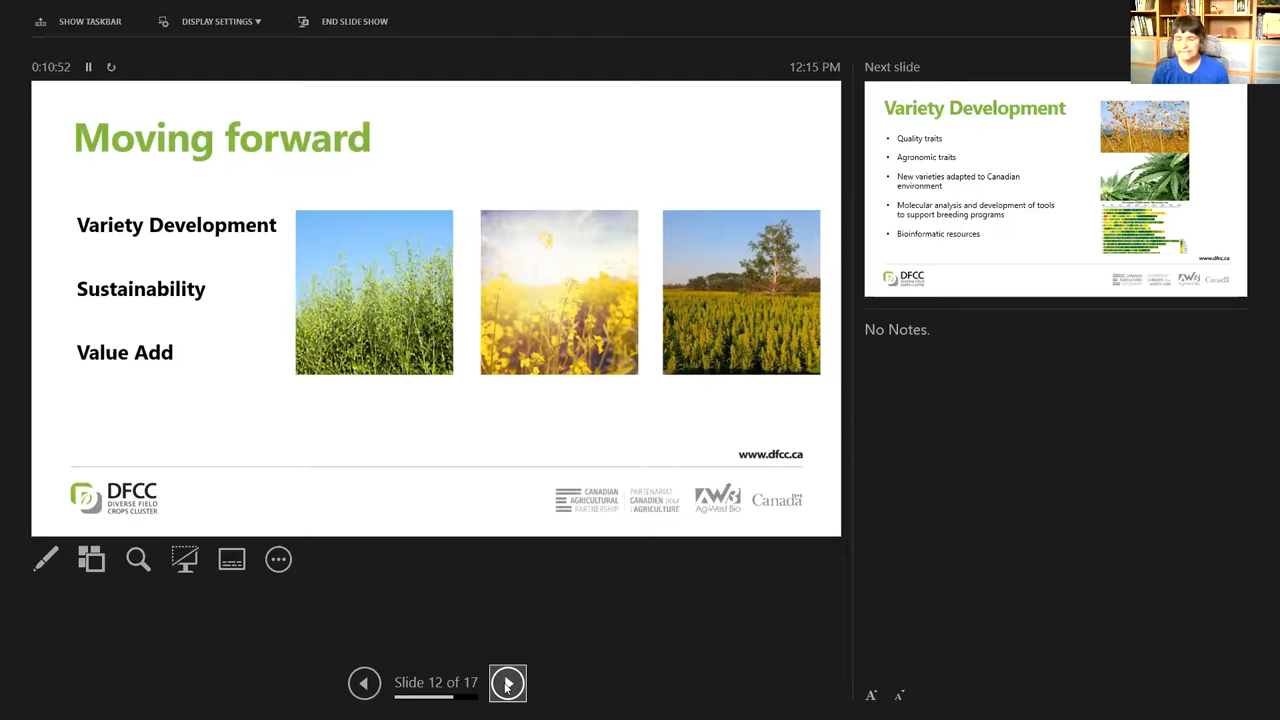 SHOW TASKBAR
DISPLAY SETTINGS
END SLIDE SHOW
0:10:52
12:15 PM
Moving forward
Variety Development
Sustainability
Value Add
www.dfcc.ca
DFCC
DIVERSE FIELD
CROPS CLUSTER
CANADIAN
AGRICULTURAL
PARTNERSHIP
PARTENARIAT
CANADIEN pour
l'AGRICULTURE
Ag-West Bio
Canada
Slide 12 of 17
Next slide
Variety Development
• Quality traits
• Agronomic traits
• New varieties adapted to Canadian
environment
• Molecular analysis and development of tools
to support breeding programs
• Bioinformatic resources
www.dfcc.ca
DFCC
Canada
No Notes.
A
A